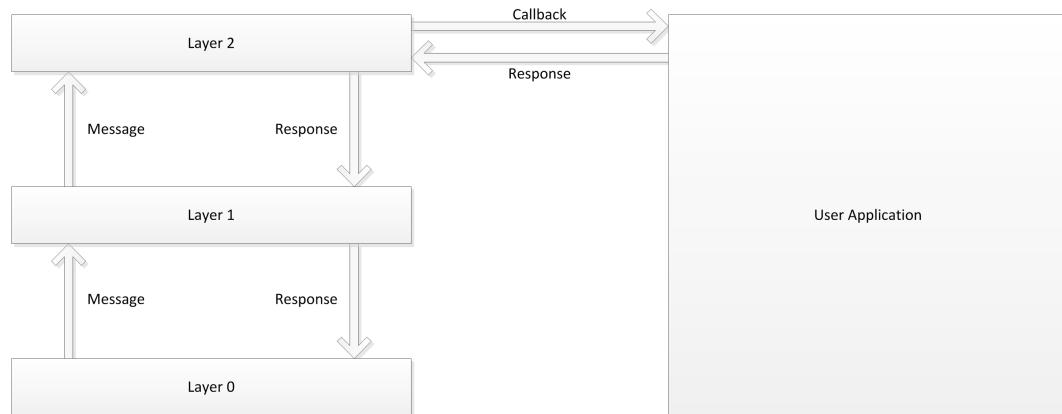 Callback
Layer 2
Response
Message
Response
Layer 1
User Application
Message
Response
Layer 0